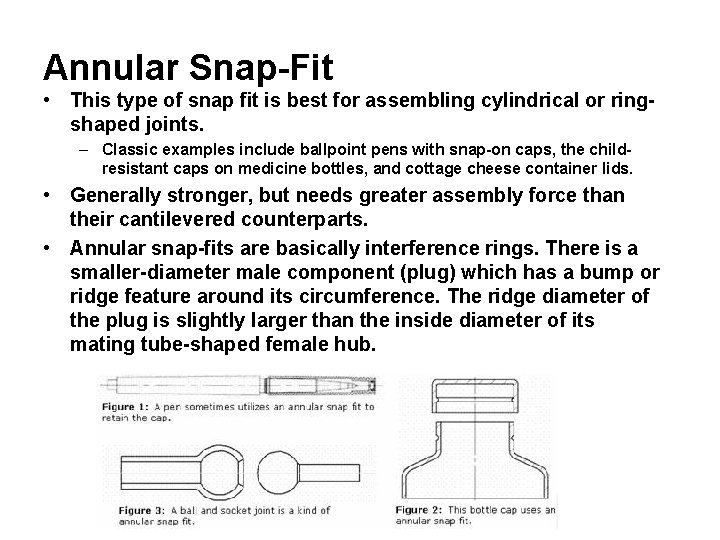 Annular Snap-Fit
• This type of snap fit is best for assembling cylindrical or ring-
shaped joints.
– Classic examples include ballpoint pens with snap-on caps, the child-
resistant caps on medicine bottles, and cottage cheese container lids.
• Generally stronger, but needs greater assembly force than
their cantilevered counterparts.
• Annular snap-fits are basically interference rings. There is a
smaller-diameter male component (plug) which has a bump or
ridge feature around its circumference. The ridge diameter of
the plug is slightly larger than the inside diameter of its
mating tube-shaped female hub.
Figure 1: A pen sometimes utilizes an annular snap fit to
retain the cap.
Figure 3: A ball and socket joint is a kind of
annular snap fit.
Figure 2: This bottle cap uses an
annular snap fit.